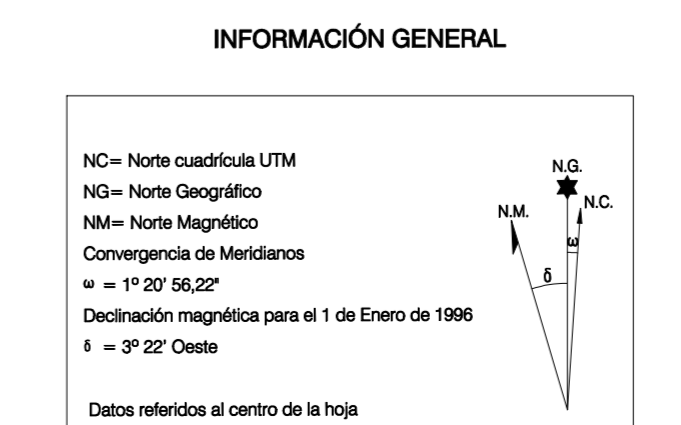 INFORMACIÓN GENERAL
NC= Norte cuadrícula UTM
NG= Norte Geográfico
NM= Norte Magnético
Convergencia de Meridianos
ω = 1º 20' 56,22"
Declinación magnética para el 1 de Enero de 1996
δ = 3º 22' Oeste
Datos referidos al centro de la hoja
N.G.
N.C.
N.M.
ω
δ